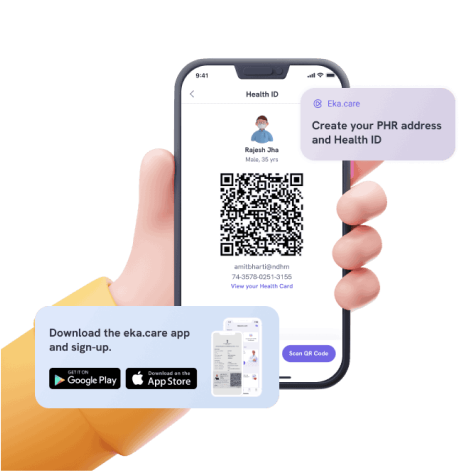 9:41
Health ID
Eka.care
Create your PHR address
and Health ID
Rajesh Jha
Male, 35 yrs
amitbharti@ndhm
74-3578-0251-3155
View your Health Card
Download the eka.care app
and sign-up.
GET IT ON
Google Play
Download on the
App Store
Scan QR Code